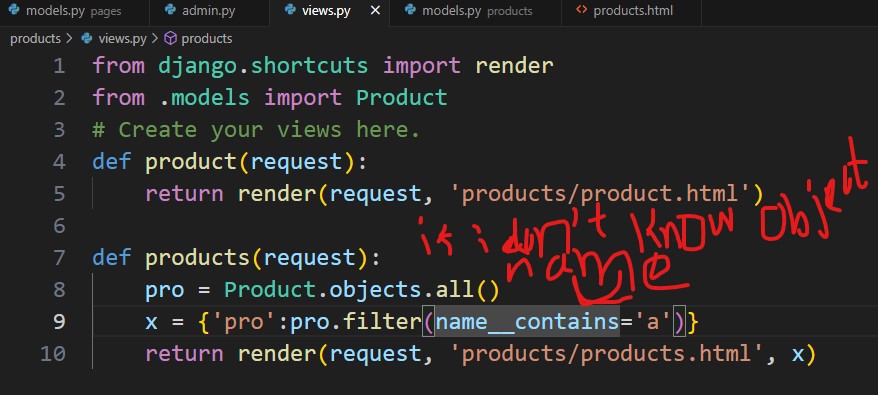 models.py pages admin.py views.py models.py products products.html
products > views.py > products
1 from django.shortcuts import render
2 from .models import Product
3 # Create your views here.
4 def product(request):
5     return render(request, 'products/product.html')
6
if i don't know object
name
7 def products(request):
8     pro = Product.objects.all()
9     x = {'pro':pro.filter(name__contains='a')}
10     return render(request, 'products/products.html', x)